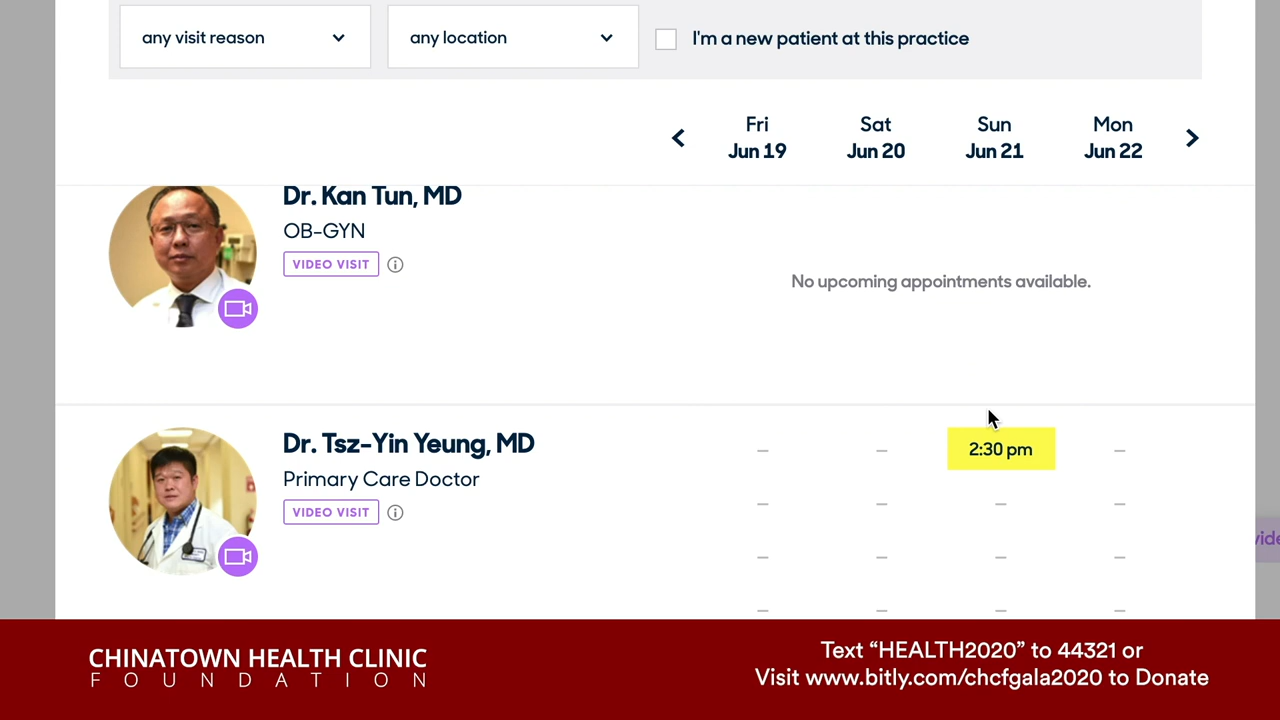 any visit reason
any location
I'm a new patient at this practice
Fri
Jun 19
Sat
Jun 20
Sun
Jun 21
Mon
Jun 22
Dr. Kan Tun, MD
OB-GYN
VIDEO VISIT
No upcoming appointments available.
Dr. Tsz-Yin Yeung, MD
Primary Care Doctor
VIDEO VISIT
2:30 pm
CHINATOWN HEALTH CLINIC
FOUNDATION
Text “HEALTH2020” to 44321 or
Visit www.bitly.com/chcfgala2020 to Donate